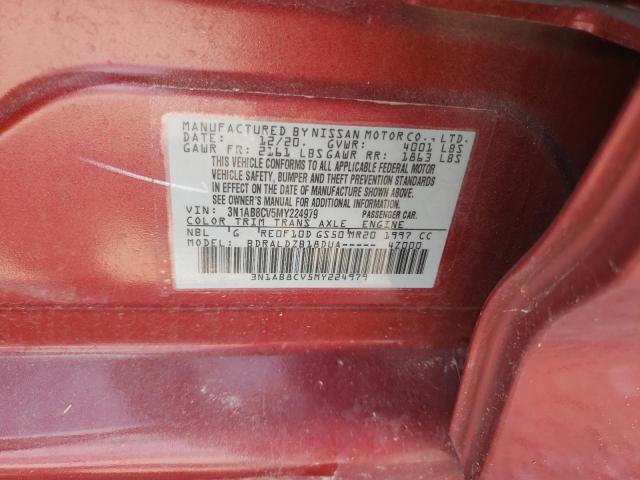 MANUFACTURED BY NISSAN MOTOR CO., LTD.
DATE: 12/20. GVWR: 4001 LBS
GAWR FR: 2161 LBS GAWR RR: 1863 LBS
THIS VEHICLE CONFORMS TO ALL APPLICABLE FEDERAL MOTOR
VEHICLE SAFETY, BUMPER AND THEFT PREVENTION STANDARDS
IN EFFECT ON THE DATE OF MANUFACTURE SHOWN ABOVE.
SEE OWNER'S MANUAL FOR ADDITIONAL INFORMATION.
VIN: 3N1AB8CV5MY224979 PASSENGER CAR.
COLOR TRIM TRANS AXLE ENGINE
NBL 'G RE0F10D GS50 MR20 1997 CC
MODEL: BDRALDZB18DUA----- 47000
3N1AB8CV5MY224979